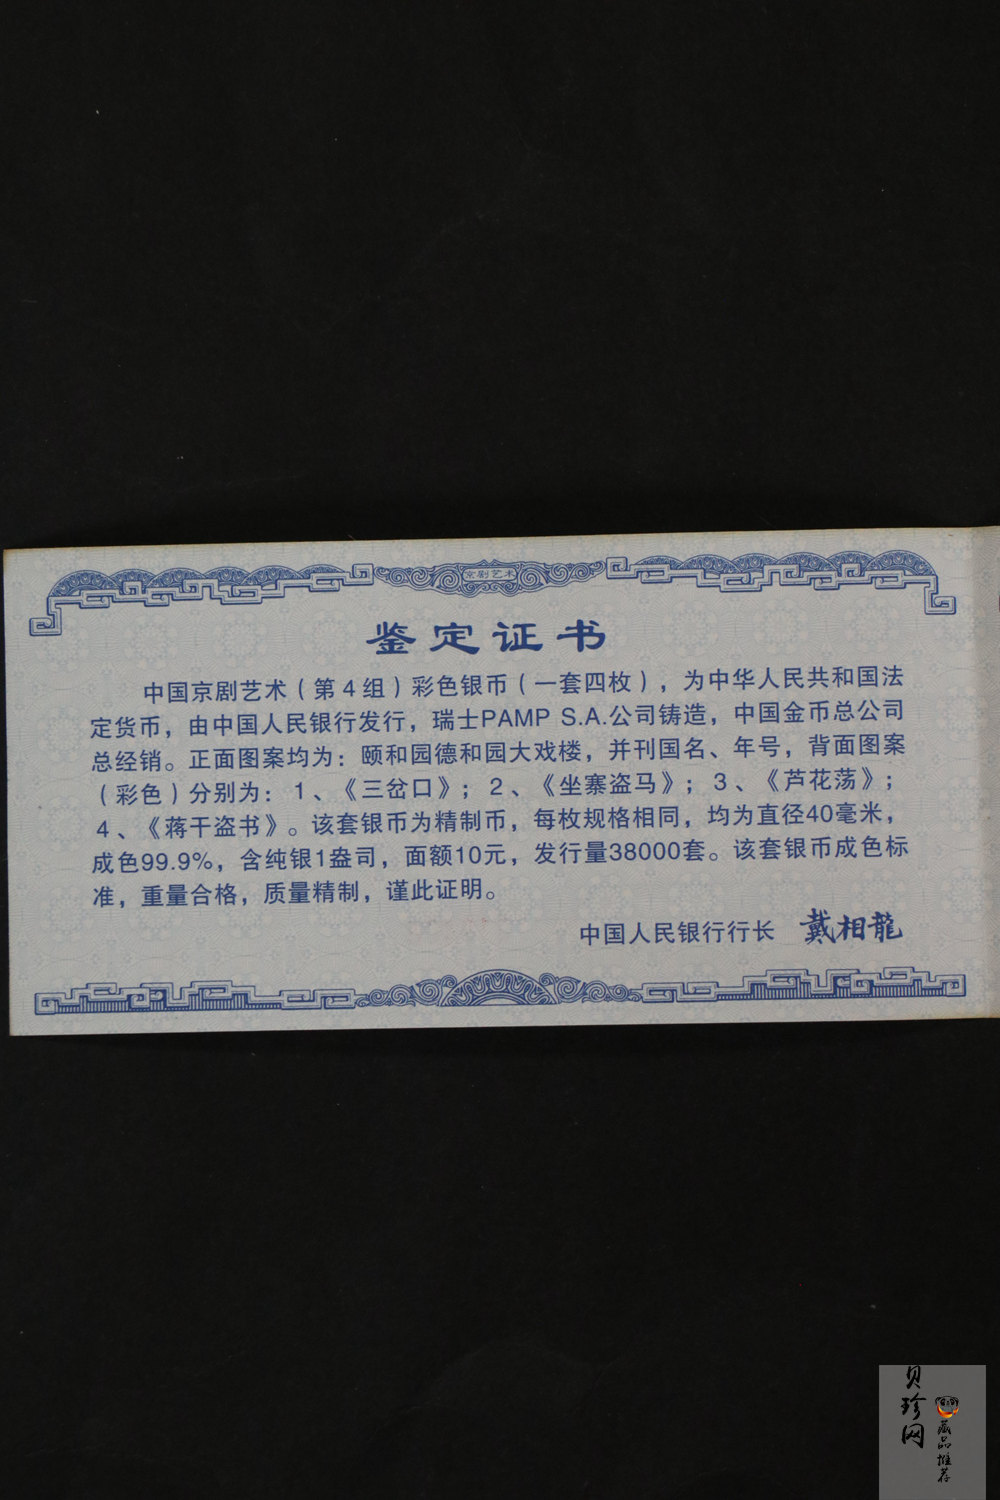 京剧艺术
鉴定证书
中国京剧艺术（第4组）彩色银币（一套四枚），为中华人民共和国法
定货币，由中国人民银行发行，瑞士PAMP S.A.公司铸造，中国金币总公司
总经销。正面图案均为：颐和园德和园大戏楼，并刊国名、年号，背面图案
（彩色）分别为：1、《三岔口》；2、《坐寨盗马》；3、《芦花荡》；
4、《蒋干盗书》。该套银币为精制币，每枚规格相同，均为直径40毫米，
成色99.9%，含纯银1盎司，面额10元，发行量38000套。该套银币成色标
准，重量合格，质量精制，谨此证明。
中国人民银行行长 戴相龍
贝珍网
藏品推荐